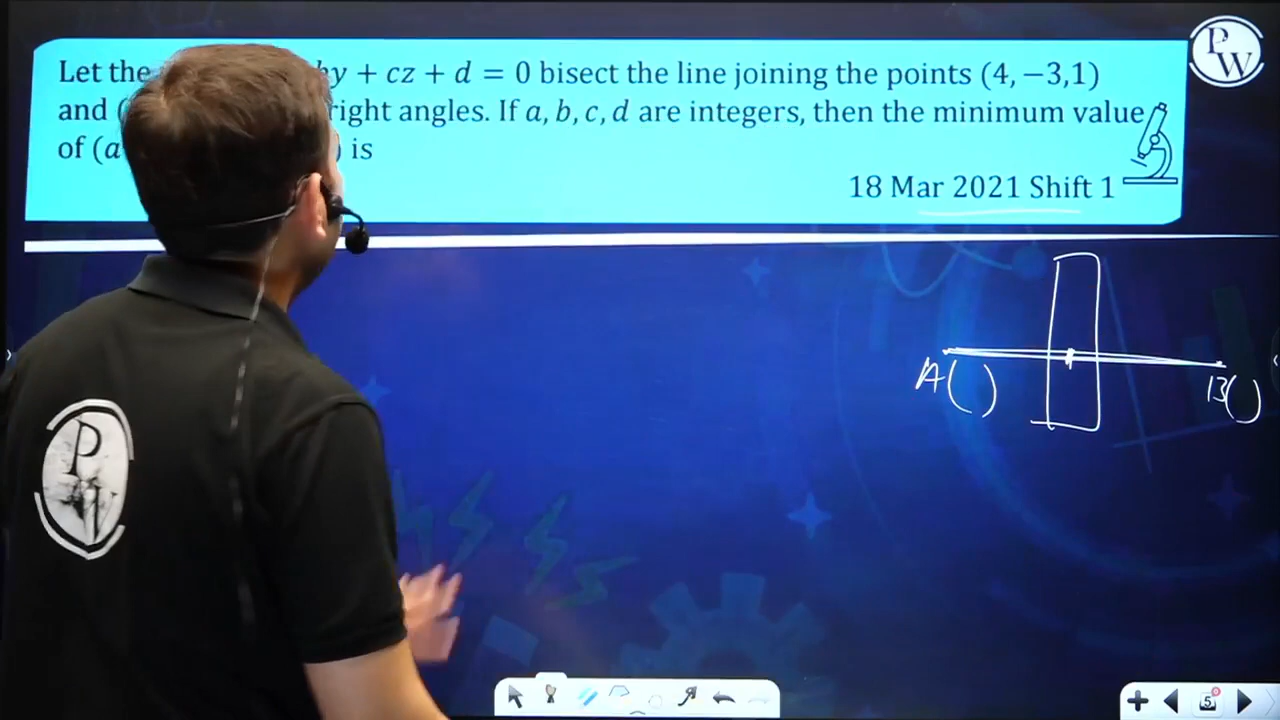 Let the by + cz + d = 0 bisect the line joining the points (4, −3,1)
and ( right angles. If a, b, c, d are integers, then the minimum value
of (a ) is
18 Mar 2021 Shift 1
A( )
B( )
P
W
P
W
5